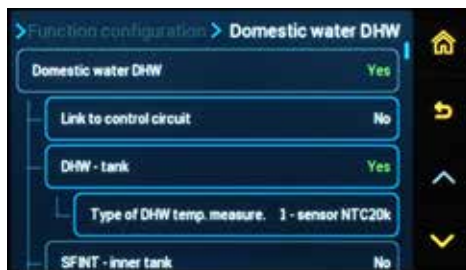 Function configuration > Domestic water DHW
Domestic water DHW Yes
Link to control circuit No
DHW - tank Yes
Type of DHW temp. measure. 1 - sensor NTC20k
SFINT - inner tank No